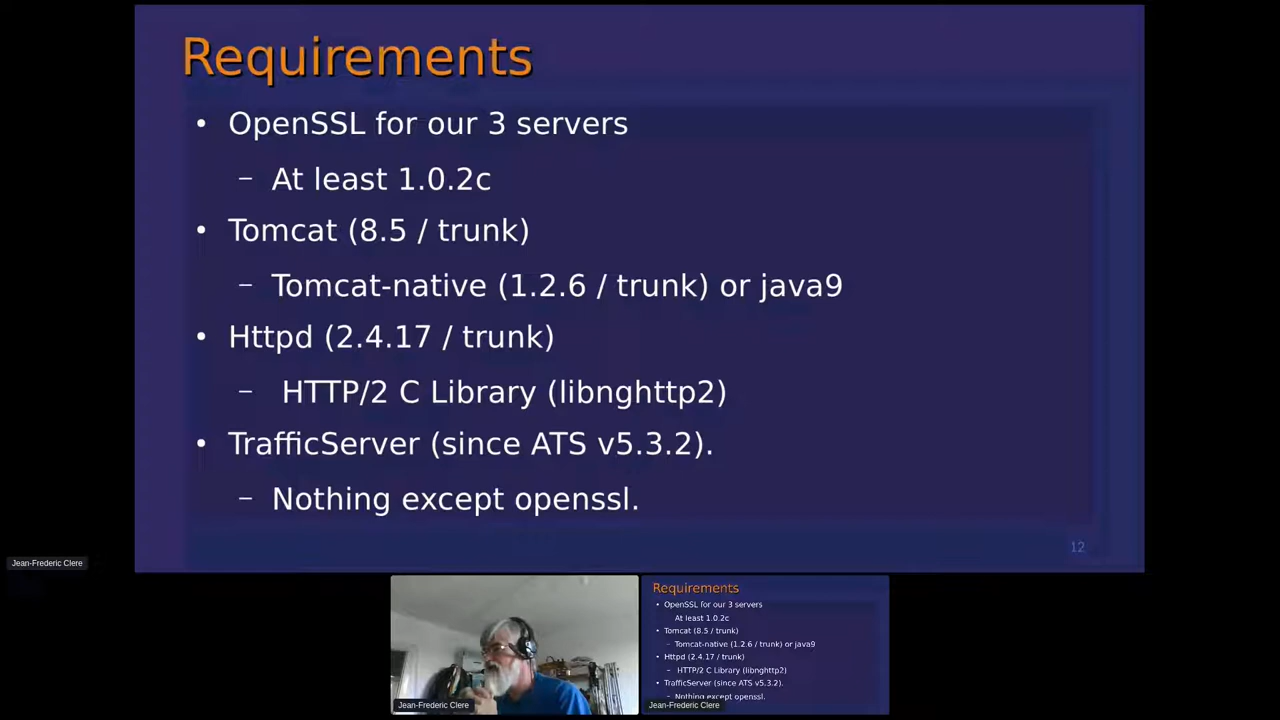 Requirements
• OpenSSL for our 3 servers
– At least 1.0.2c
• Tomcat (8.5 / trunk)
– Tomcat-native (1.2.6 / trunk) or java9
• Httpd (2.4.17 / trunk)
– HTTP/2 C Library (libnghttp2)
• TrafficServer (since ATS v5.3.2).
– Nothing except openssl.
12
Jean-Frederic Clere
Jean-Frederic Clere
Requirements
• OpenSSL for our 3 servers
At least 1.0.2c
• Tomcat (8.5 / trunk)
– Tomcat-native (1.2.6 / trunk) or java9
• Httpd (2.4.17 / trunk)
– HTTP/2 C Library (libnghttp2)
• TrafficServer (since ATS v5.3.2).
– Nothing except openssl.
Jean-Frederic Clere